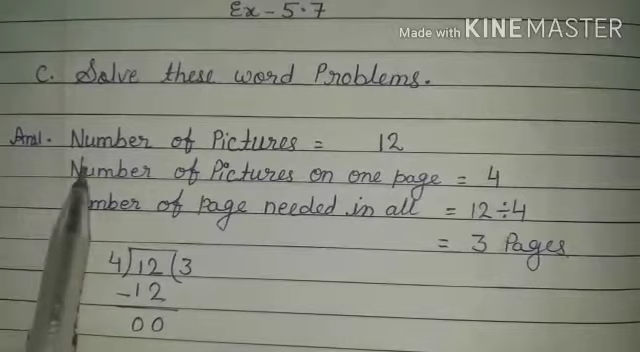 Ex - 5.7
Made with KINEMASTER
C. Solve these word Problems.
Ans1. Number of Pictures = 12
Number of Pictures on one page = 4
mber of page needed in all = 12÷4
= 3 Pages
4)12(3
-12
00